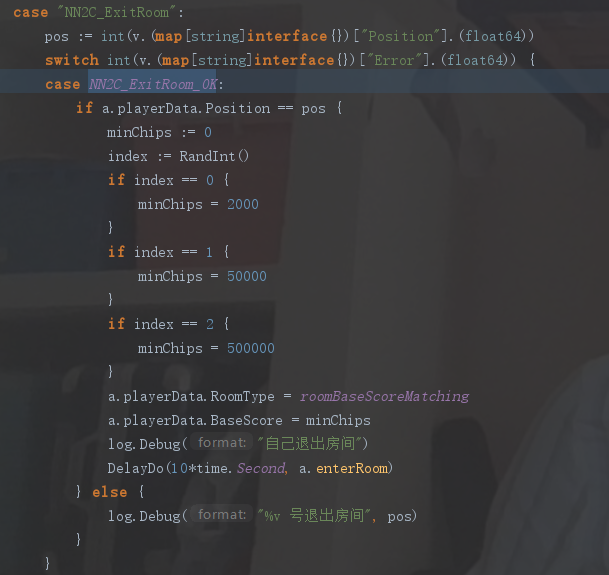 case "NN2C_ExitRoom":
pos := int(v.(map[string]interface{})["Position"].(float64))
switch int(v.(map[string]interface{})["Error"].(float64)) {
case NN2C_ExitRoom_OK:
if a.playerData.Position == pos {
minChips := 0
index := RandInt()
if index == 0 {
minChips = 2000
}
if index == 1 {
minChips = 50000
}
if index == 2 {
minChips = 500000
}
a.playerData.RoomType = roomBaseScoreMatching
a.playerData.BaseScore = minChips
log.Debug( format: "自己退出房间")
DelayDo(10*time.Second, a.enterRoom)
} else {
log.Debug( format: "%v 号退出房间", pos)
}
}